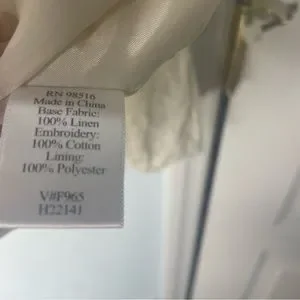 RN 98516
Made in China
Base Fabric:
100% Linen
Embroidery:
100% Cotton
Lining:
100% Polyester
V#F965
H22141